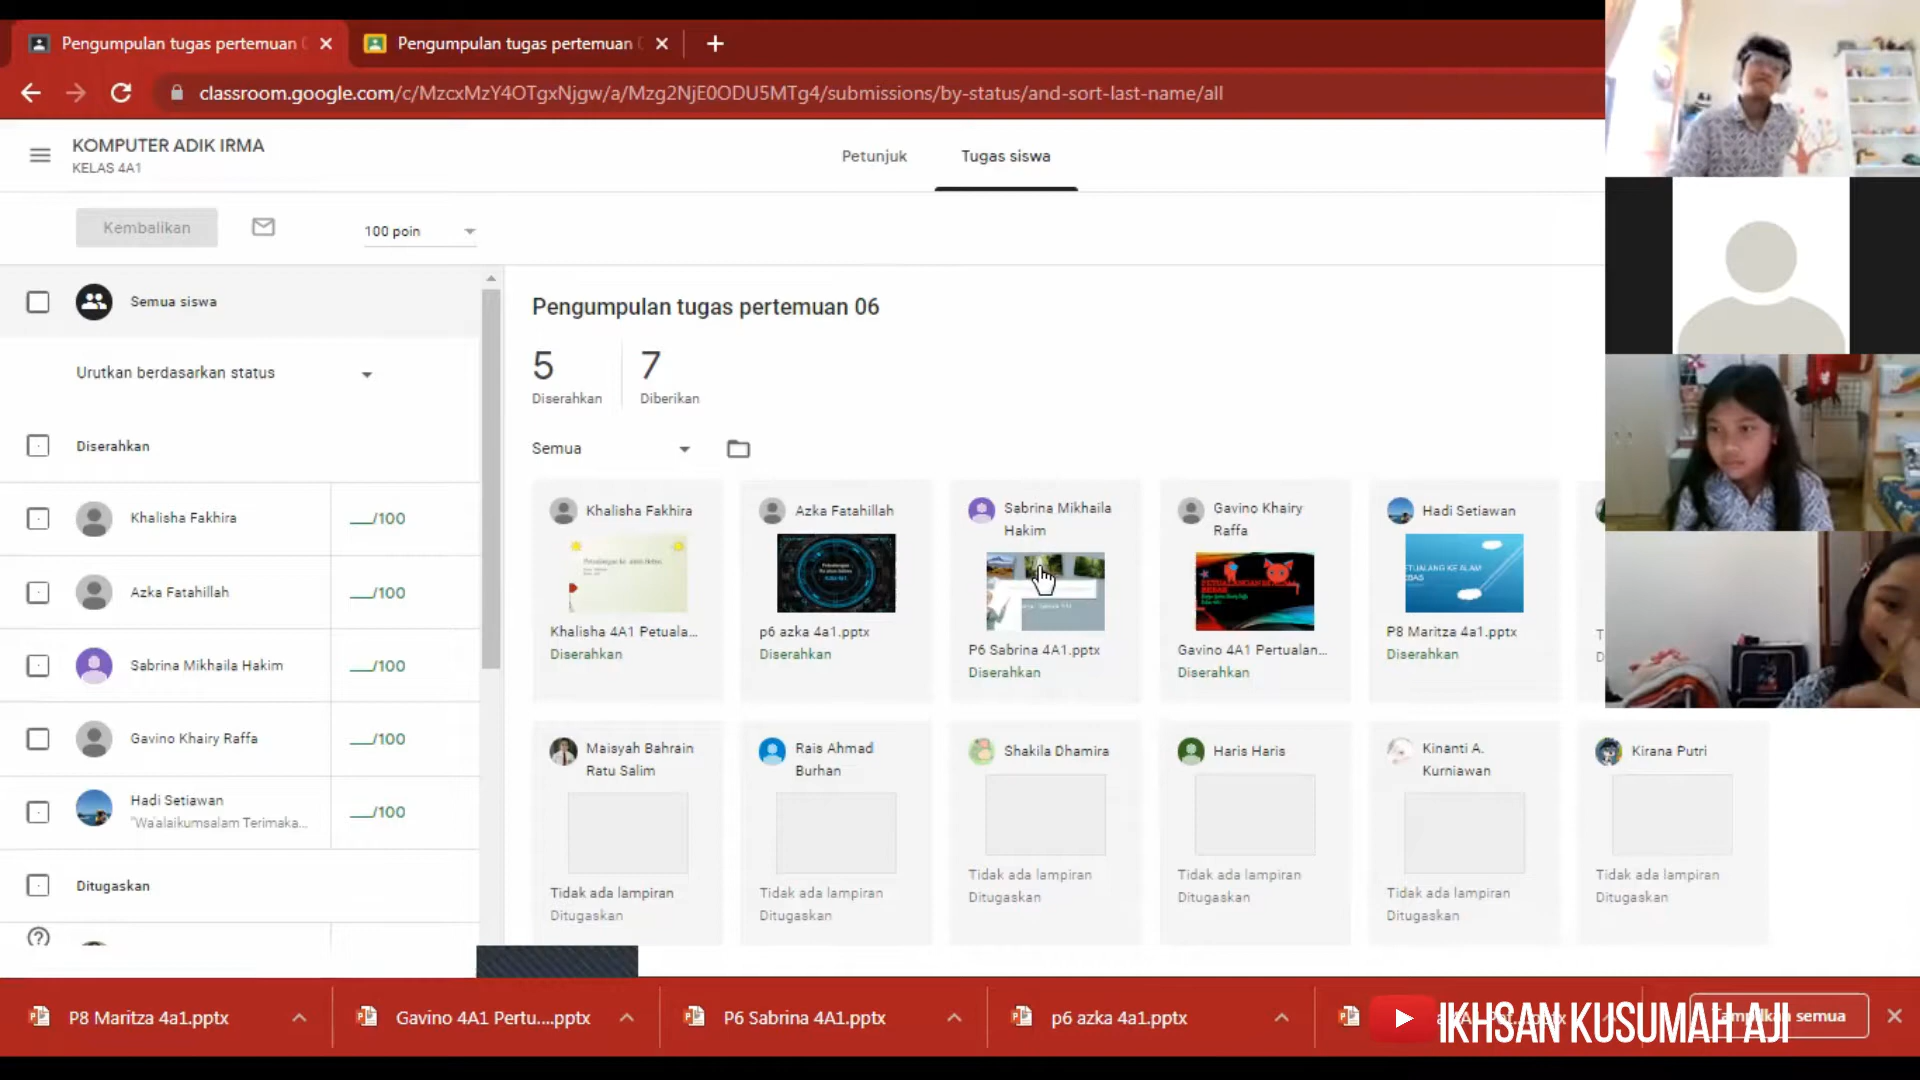 Pengumpulan tugas pertemuan
Pengumpulan tugas pertemuan
classroom.google.com/c/MzcxMzY4OTgxNjgw/a/Mzg2NjE0ODU5MTg4/submissions/by-status/and-sort-last-name/all
KOMPUTER ADIK IRMA
KELAS 4A1
Petunjuk
Tugas siswa
Kembalikan
100 poin
Semua siswa
Urutkan berdasarkan status
Diserahkan
Khalisha Fakhira
/100
Azka Fatahillah
/100
Sabrina Mikhaila Hakim
/100
Gavino Khairy Raffa
/100
Hadi Setiawan
"Wa'alaikumsalam Terimaka...
/100
Ditugaskan
Pengumpulan tugas pertemuan 06
5
Diserahkan
7
Diberikan
Semua
Khalisha Fakhira
Khalisha 4A1 Petuala...
Diserahkan
Azka Fatahillah
p6 azka 4a1.pptx
Diserahkan
Sabrina Mikhaila
Hakim
P6 Sabrina 4A1.pptx
Diserahkan
Gavino Khairy
Raffa
Gavino 4A1 Pertualan...
Diserahkan
Hadi Setiawan
P8 Maritza 4a1.pptx
Diserahkan
Maisyah Bahrain
Ratu Salim
Tidak ada lampiran
Ditugaskan
Rais Ahmad
Burhan
Tidak ada lampiran
Ditugaskan
Shakila Dhamira
Tidak ada lampiran
Ditugaskan
Haris Haris
Tidak ada lampiran
Ditugaskan
Kinanti A.
Kurniawan
Tidak ada lampiran
Ditugaskan
Kirana Putri
Tidak ada lampiran
Ditugaskan
P8 Maritza 4a1.pptx
Gavino 4A1 Pertu....pptx
P6 Sabrina 4A1.pptx
p6 azka 4a1.pptx
semua
IKHSAN KUSUMAH AJI